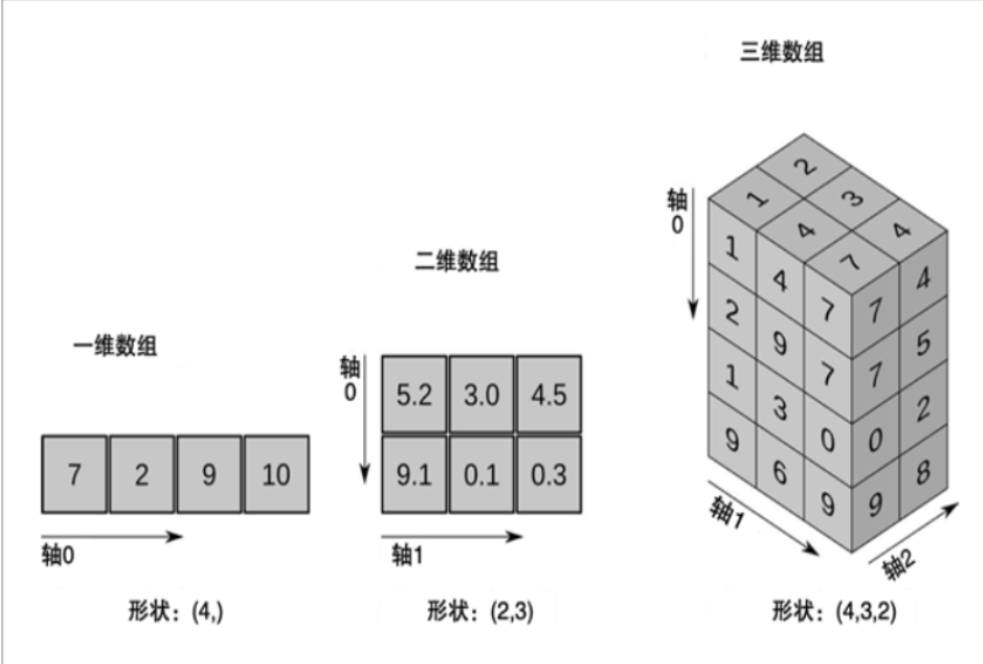 三维数组
二维数组
一维数组
轴0
7 2 9 10
轴0
形状：(4,)
轴0
5.2 3.0 4.5
9.1 0.1 0.3
轴1
形状：(2,3)
轴0
2
1 3
4 4
7
1 4 7 7 4
2 9 7 7 5
1 3 0 0 2
9 6 9 9 8
轴1
轴2
形状：(4,3,2)